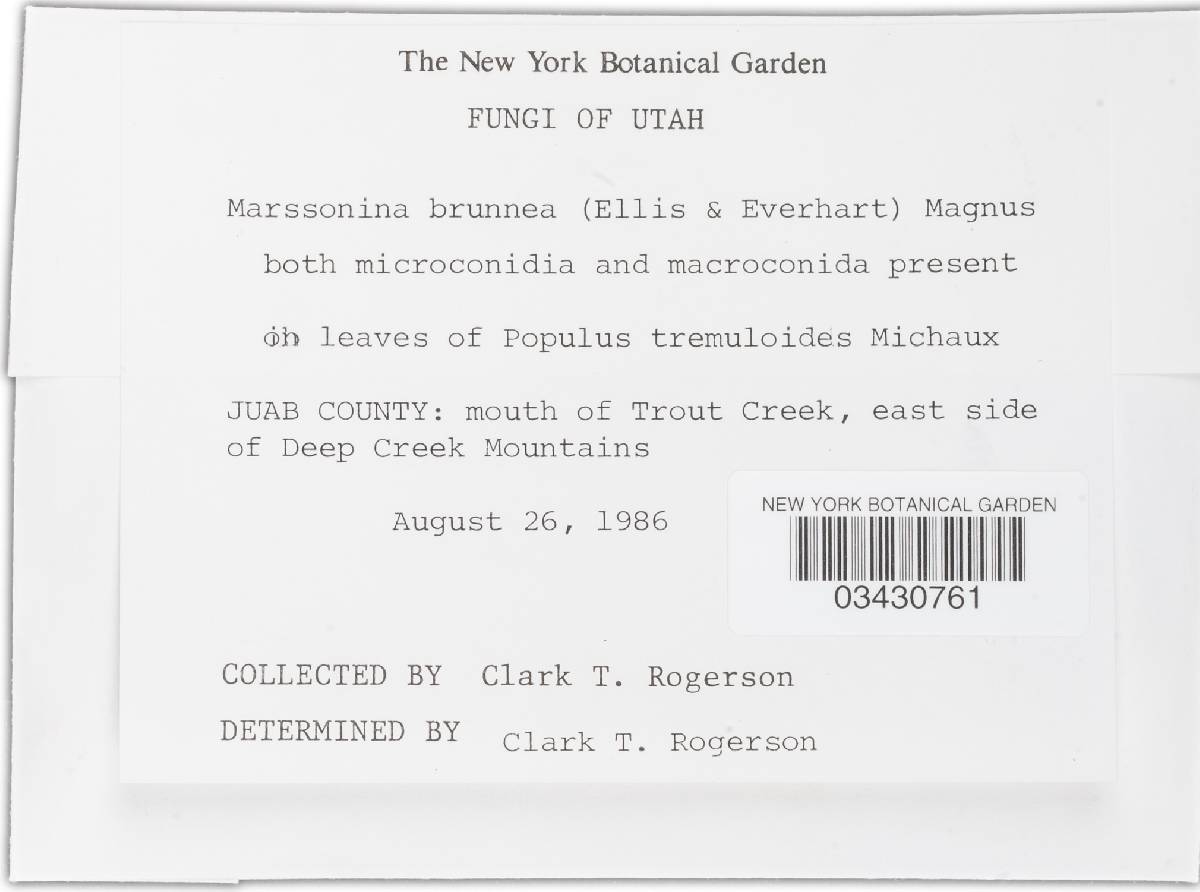 The New York Botanical Garden
FUNGI OF UTAH
Marssonina brunnea (Ellis & Everhart) Magnus
both microconidia and macroconida present
on leaves of Populus tremuloides Michaux
JUAB COUNTY: mouth of Trout Creek, east side
of Deep Creek Mountains
August 26, 1986
NEW YORK BOTANICAL GARDEN
03430761
COLLECTED BY Clark T. Rogerson
DETERMINED BY Clark T. Rogerson